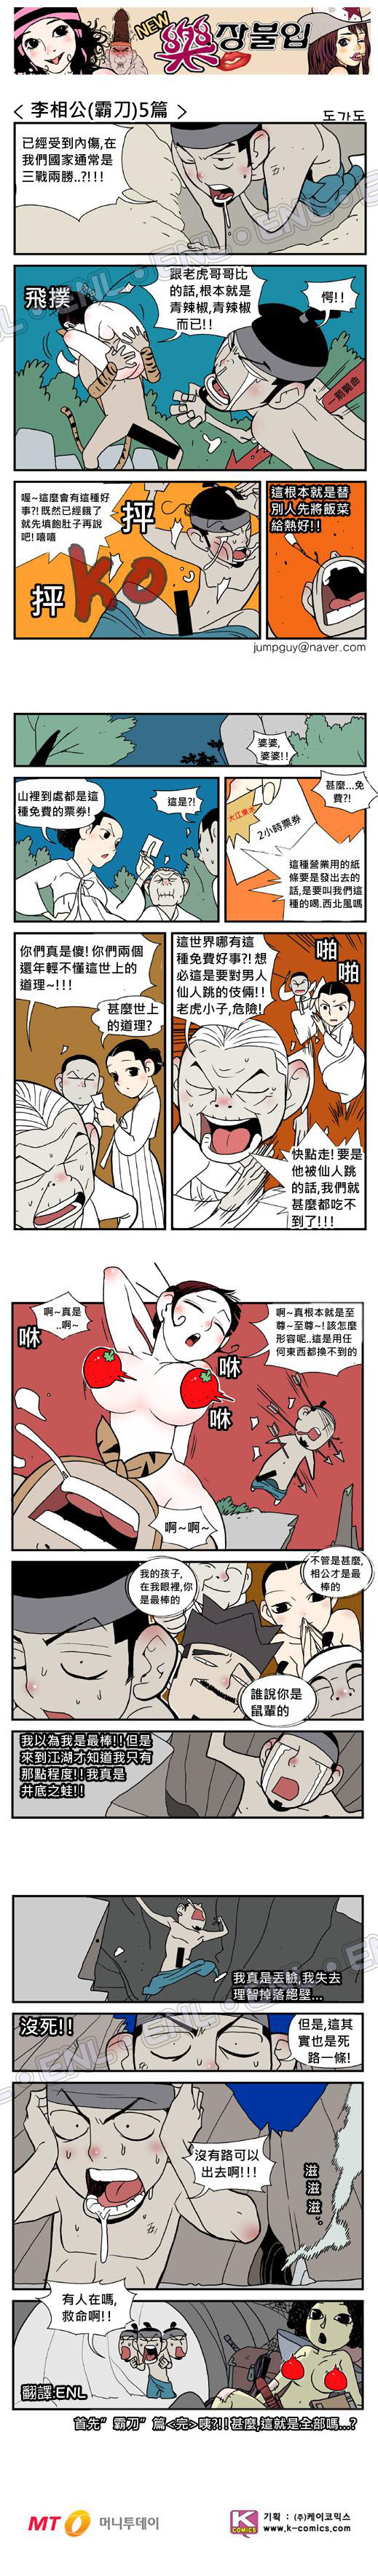 NEW 樂 장불입
< 李相公(霸刀)5篇 >
도가도
已經受到內傷,在
我們國家通常是
三戰兩勝..?!!!
飛撲
跟老虎哥哥比
的話,根本就是
青辣椒,青辣椒
而已!!
愕!!
喔~這麼會有這種好
事?! 既然已經餓了
就先填飽肚子再說
吧! 嘻嘻
抨
抨
KO
這根本就是替
別人先將飯菜
給熱好!!
jumpguy@naver.com
婆婆,
婆婆!!
山裡到處都是這
種免費的票券!
這是?!
甚麼...免
費?!
2小時票券
這種營業用的紙
條要是發出去的
話,是要叫我們這
種的喝.西北風嗎
你們真是傻! 你們兩個
還年輕不懂這世上的
道理~!!!
甚麼世上
的道理?
這世界哪有這
種免費好事?! 想
必這是要對男人
仙人跳的伎倆!!
老虎小子,危險!
啪
啪
快點走! 要是
他被仙人跳
的話,我們就
甚麼都吃不
到了!!!
啊~真是
..啊~
咻
咻
咻
啊~真根本就是至
尊~至尊~! 該怎麼
形容呢..這是用任
何東西都換不到的
啊~啊~
我的孩子,
在我眼裡,你
是最棒的
不管是甚麼,
相公才是最
棒的
誰說你是
鼠輩的
我以為我是最棒!!但是
來到江湖才知道我只有
那點程度!!我真是
井底之蛙!!
我真是丟臉,我失去
理智掉落絕壁...
沒死!!
但是,這其
實也是死
路一條!
沒有路可以
出去啊!!!
滋
滋
滋
有人在嗎,
救命啊!!
翻譯:ENL
首先”霸刀”篇<完>咦?!!甚麼,這就是全部嗎...?
MT 머니투데이
K COMICS 기획 : (주)케이코믹스
www.k-comics.com